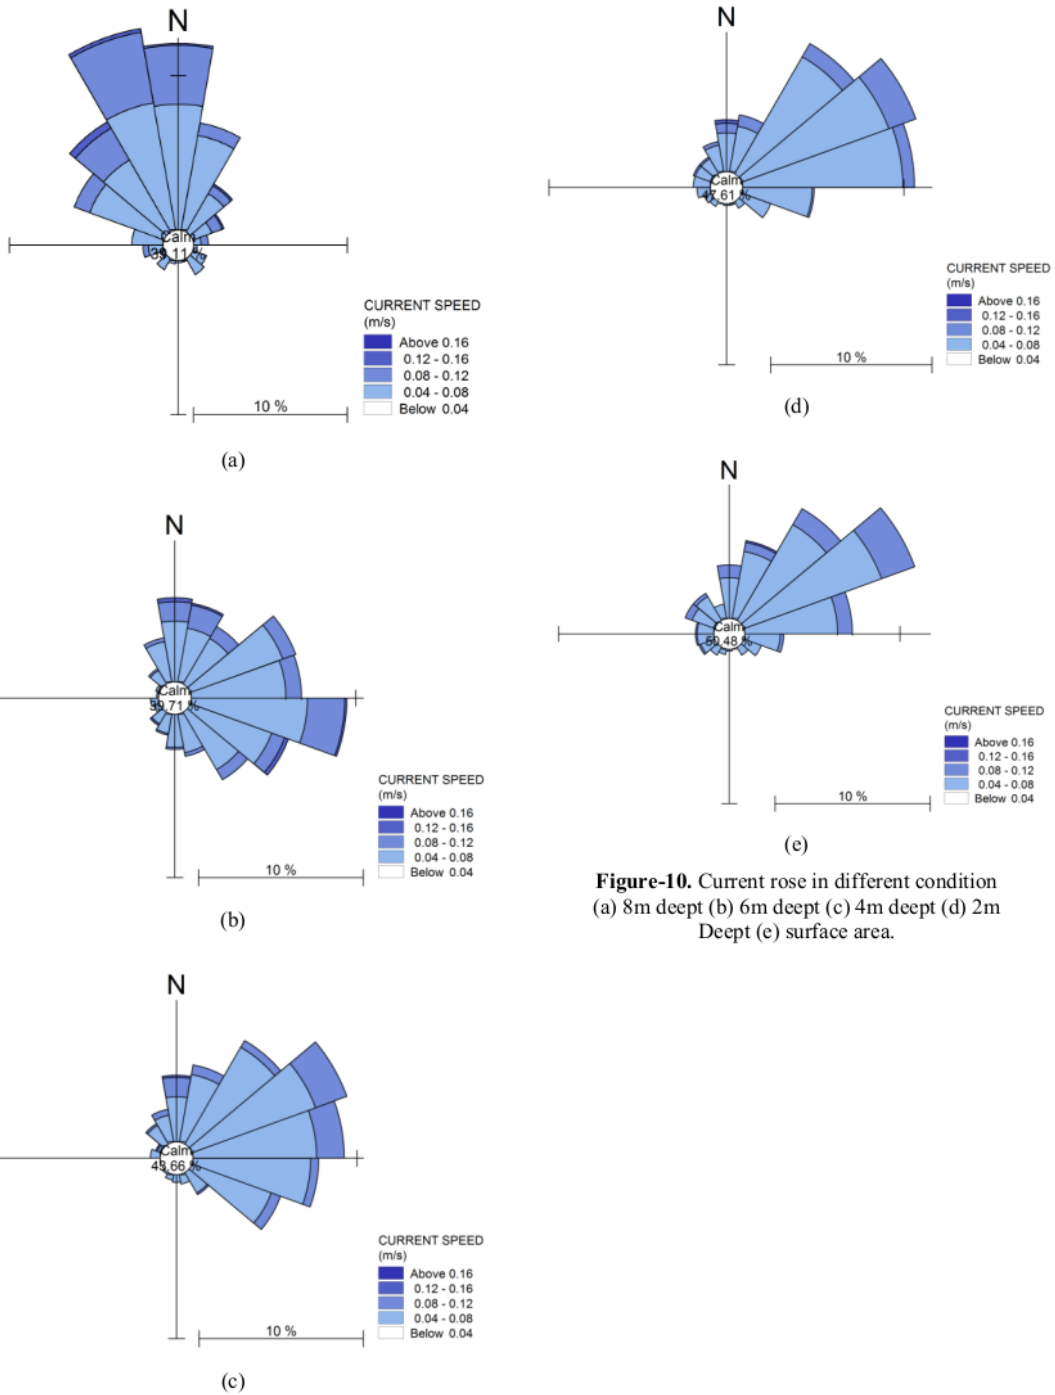 N
Calm
39.11 %
CURRENT SPEED
(m/s)
Above 0.16
0.12 - 0.16
0.08 - 0.12
0.04 - 0.08
Below 0.04
10 %
(a)
N
Calm
39.71 %
CURRENT SPEED
(m/s)
Above 0.16
0.12 - 0.16
0.08 - 0.12
0.04 - 0.08
Below 0.04
10 %
(b)
N
Calm
43.66 %
CURRENT SPEED
(m/s)
Above 0.16
0.12 - 0.16
0.08 - 0.12
0.04 - 0.08
Below 0.04
10 %
(c)
N
Calm
47.61 %
CURRENT SPEED
(m/s)
Above 0.16
0.12 - 0.16
0.08 - 0.12
0.04 - 0.08
Below 0.04
10 %
(d)
N
Calm
50.48 %
CURRENT SPEED
(m/s)
Above 0.16
0.12 - 0.16
0.08 - 0.12
0.04 - 0.08
Below 0.04
10 %
(e)
Figure-10. Current rose in different condition
(a) 8m deept (b) 6m deept (c) 4m deept (d) 2m
Deept (e) surface area.